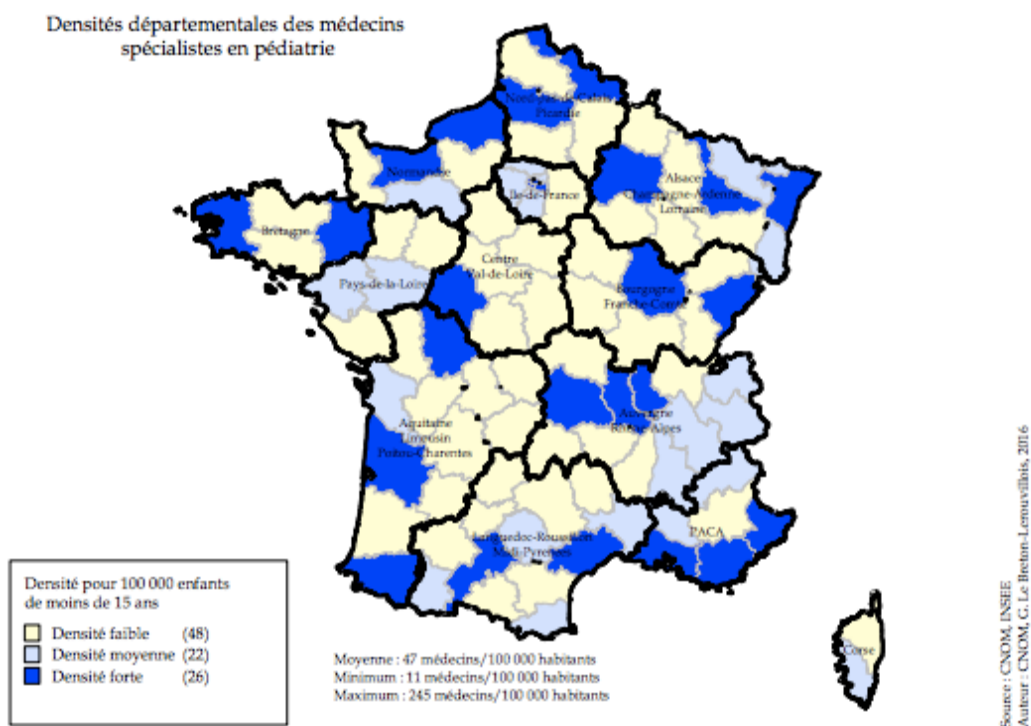 Densités départementales des médecins
spécialistes en pédiatrie
Nord-pas-de-Calais
Picardie
Normandie
Ile-de-France
Alsace
Champagne-Ardenne
Lorraine
Bretagne
Pays-de-la-Loire
Centre
Val-de-Loire
Bourgogne
Franche-Comté
Aquitaine
Limousin
Poitou-Charentes
Auvergne
Rhône-Alpes
Languedoc-Roussillon
Midi-Pyrénées
PACA
Corse
Densité pour 100 000 enfants
de moins de 15 ans
Densité faible (48)
Densité moyenne (22)
Densité forte (26)
Moyenne : 47 médecins/100 000 habitants
Minimum : 11 médecins/100 000 habitants
Maximum : 245 médecins/100 000 habitants
Source : CNOM, INSEE
Auteur : CNOM, G. Le Breton-Lerouvillois, 2016